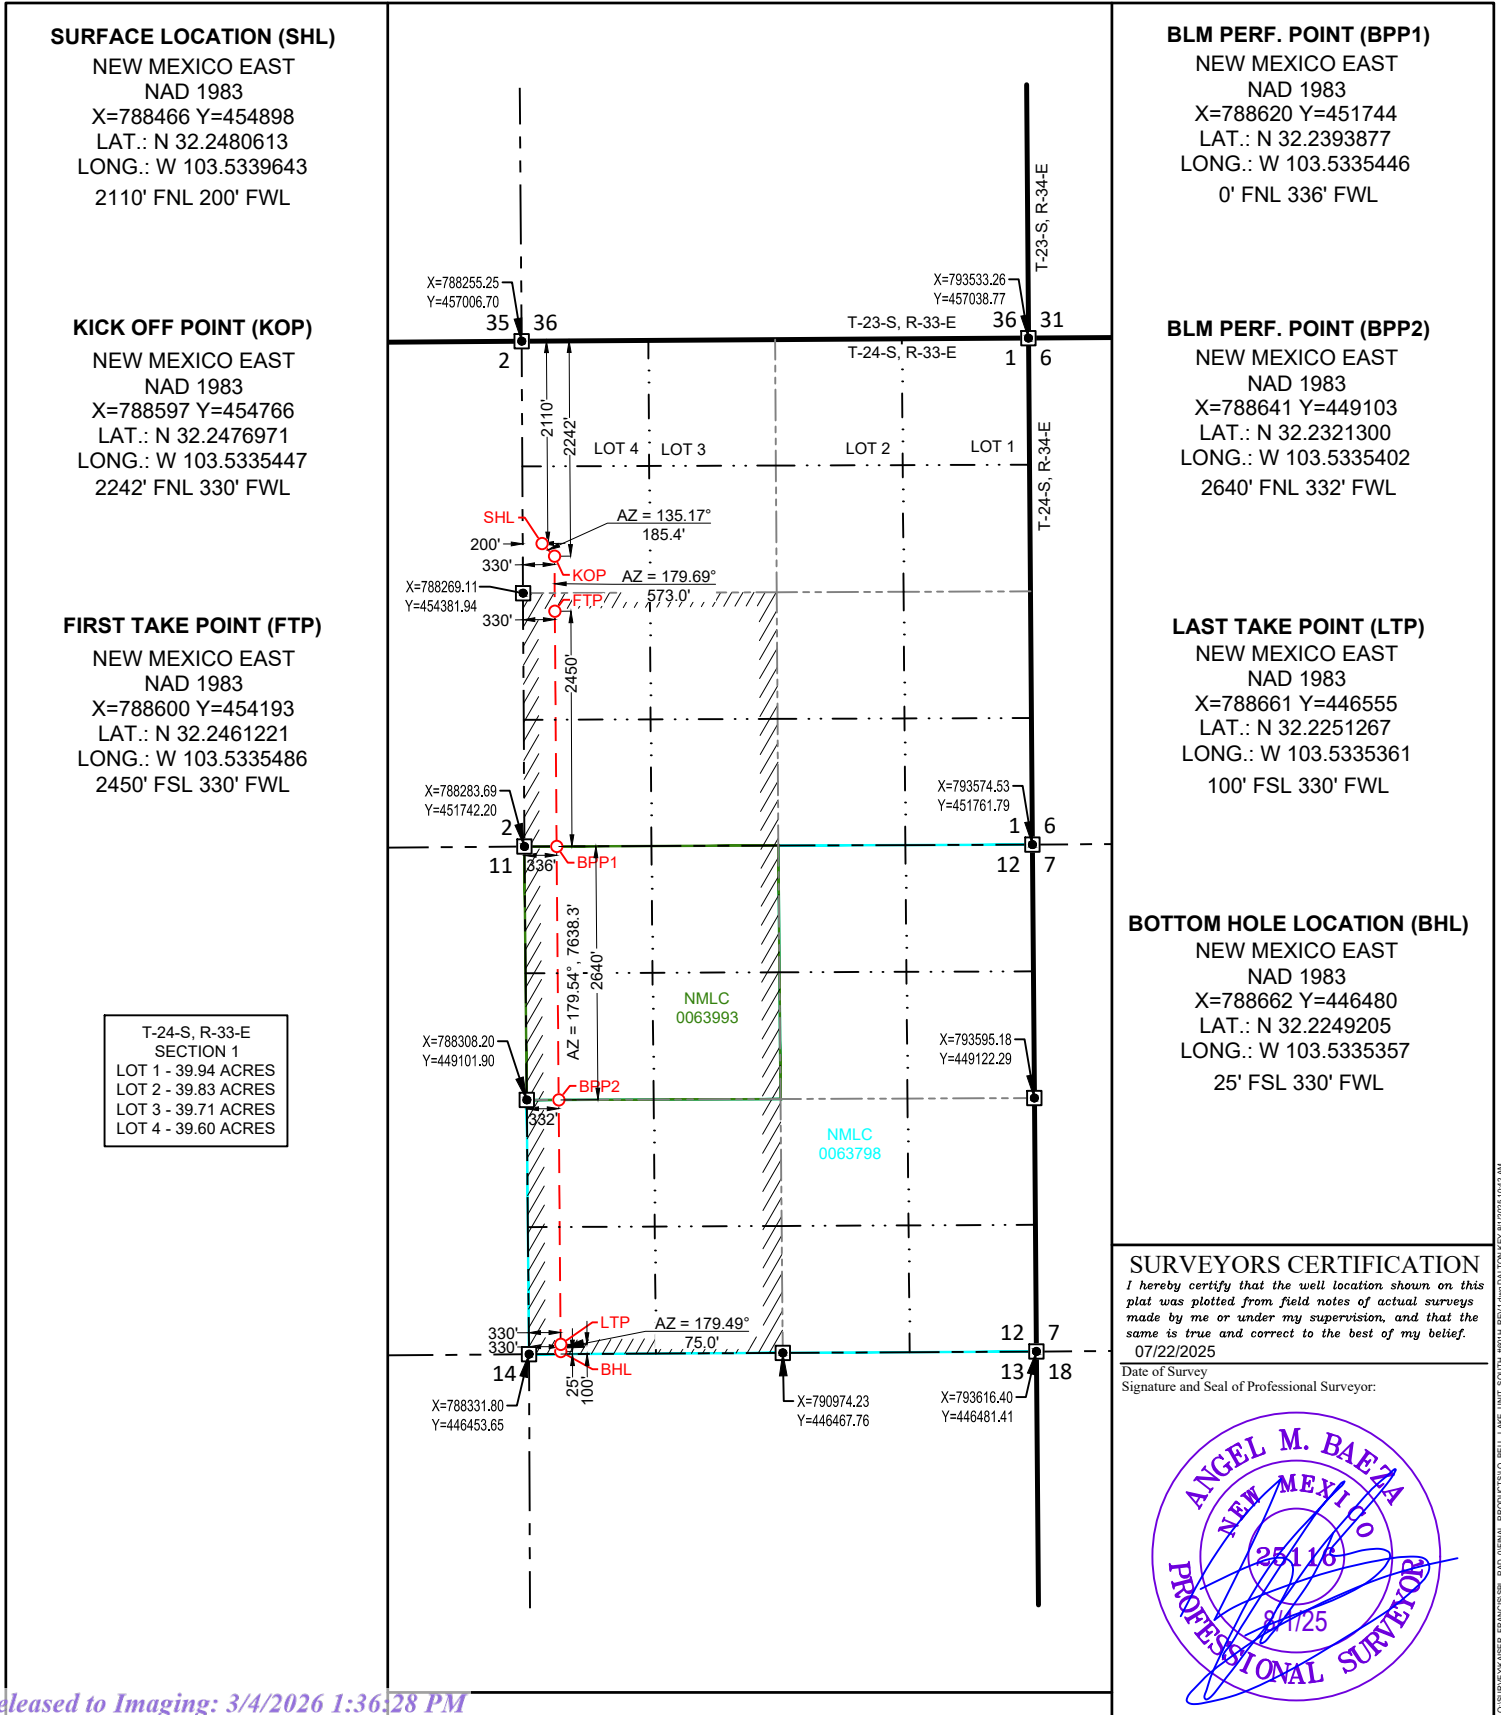 SURFACE LOCATION (SHL)
NEW MEXICO EAST
NAD 1983
X=788466 Y=454898
LAT.: N 32.2480613
LONG.: W 103.5339643
2110' FNL 200' FWL
KICK OFF POINT (KOP)
NEW MEXICO EAST
NAD 1983
X=788597 Y=454766
LAT.: N 32.2476971
LONG.: W 103.5335447
2242' FNL 330' FWL
FIRST TAKE POINT (FTP)
NEW MEXICO EAST
NAD 1983
X=788600 Y=454193
LAT.: N 32.2461221
LONG.: W 103.5335486
2450' FSL 330' FWL
T-24-S, R-33-E
SECTION 1
LOT 1 - 39.94 ACRES
LOT 2 - 39.83 ACRES
LOT 3 - 39.71 ACRES
LOT 4 - 39.60 ACRES
T-23-S, R-34-E
X=788255.25
Y=457006.70
X=793533.26
Y=457038.77
35 36
T-23-S, R-33-E
36 31
2
T-24-S, R-33-E
1 6
2110'
2242'
LOT 4
LOT 3
LOT 2
LOT 1
T-24-S, R-34-E
SHL
AZ = 135.17°
185.4'
200'
330'
KOP
AZ = 179.69°
573.0'
X=788269.11
Y=454381.94
FTP
330'
2450'
X=788283.69
Y=451742.20
X=793574.53
Y=451761.79
2
1 6
11
336'
BPP1
12 7
AZ = 179.54°, 7638.3'
2640'
NMLC
0063993
X=788308.20
Y=449101.90
X=793595.18
Y=449122.29
BPP2
332'
NMLC
0063798
330'
330'
LTP
AZ = 179.49°
75.0'
12 7
14
BHL
25'
100'
13 18
X=788331.80
Y=446453.65
X=790974.23
Y=446467.76
X=793616.40
Y=446481.41
BLM PERF. POINT (BPP1)
NEW MEXICO EAST
NAD 1983
X=788620 Y=451744
LAT.: N 32.2393877
LONG.: W 103.5335446
0' FNL 336' FWL
BLM PERF. POINT (BPP2)
NEW MEXICO EAST
NAD 1983
X=788641 Y=449103
LAT.: N 32.2321300
LONG.: W 103.5335402
2640' FNL 332' FWL
LAST TAKE POINT (LTP)
NEW MEXICO EAST
NAD 1983
X=788661 Y=446555
LAT.: N 32.2251267
LONG.: W 103.5335361
100' FSL 330' FWL
BOTTOM HOLE LOCATION (BHL)
NEW MEXICO EAST
NAD 1983
X=788662 Y=446480
LAT.: N 32.2249205
LONG.: W 103.5335357
25' FSL 330' FWL
SURVEYORS CERTIFICATION
I hereby certify that the well location shown on this
plat was plotted from field notes of actual surveys
made by me or under my supervision, and that the
same is true and correct to the best of my belief.
07/22/2025
Date of Survey
Signature and Seal of Professional Surveyor:
ANGEL M. BAEZA
NEW MEXICO
25116
8/1/25
PROFESSIONAL SURVEYOR
eleased to Imaging: 3/4/2026 1:36:28 PM